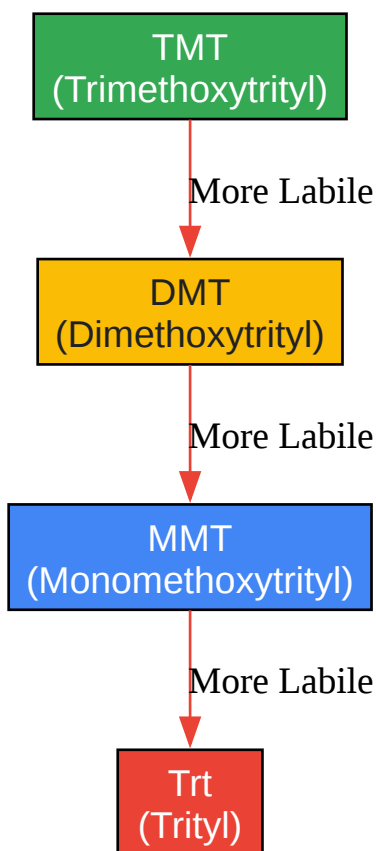 TMT
(Trimethoxytrityl)
More Labile
DMT
(Dimethoxytrityl)
More Labile
MMT
(Monomethoxytrityl)
More Labile
Trt
(Trityl)